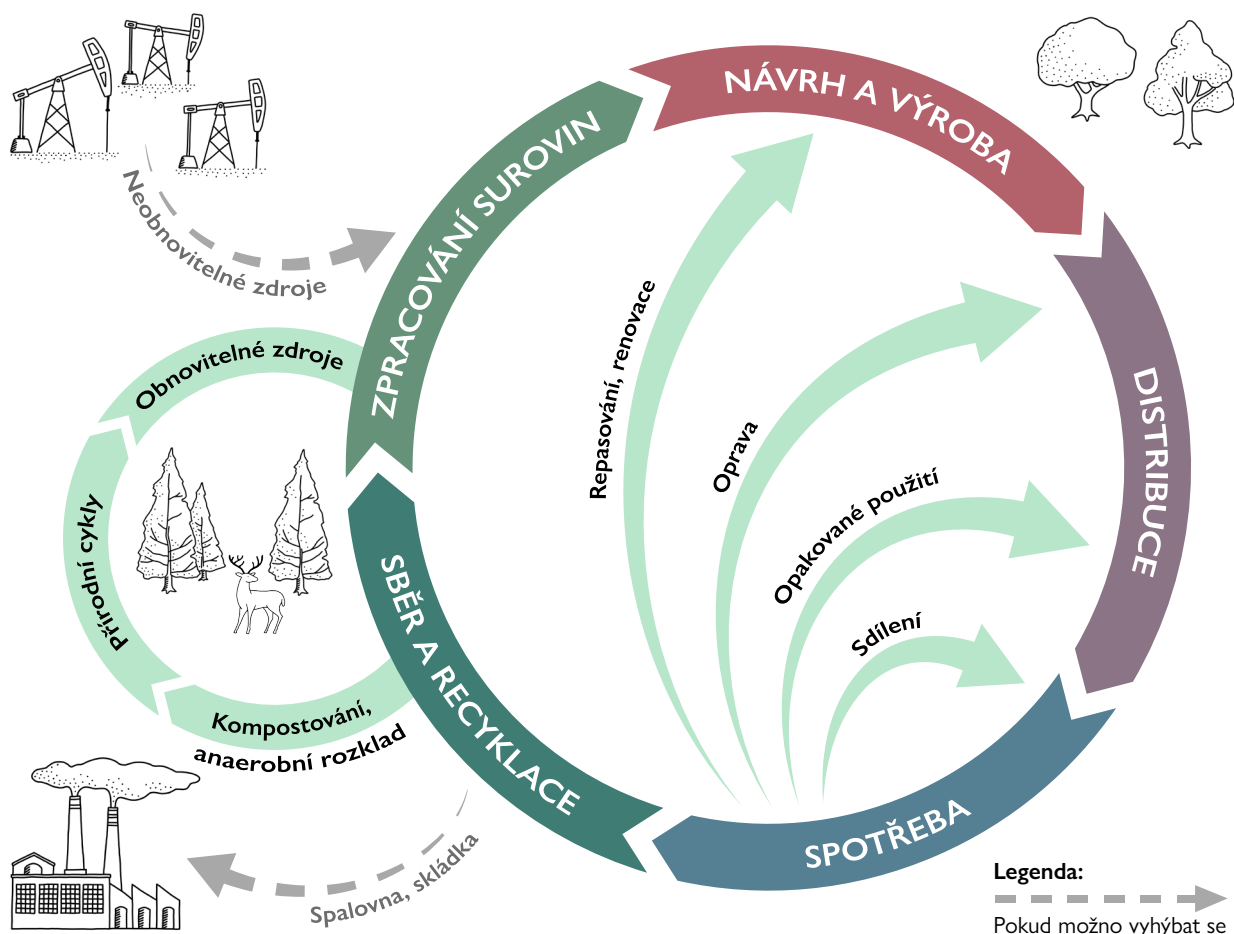 NÁVRH A VÝROBA
ZPRACOVÁNÍ SUROVIN
Neobnovitelné zdroje
Obnovitelné zdroje
Repasování, renovace
DISTRIBUCE
Oprava
Opakované použití
Přírodní cykly
SBĚR A RECYKLACE
Sdílení
Kompostování,
anaerobní rozklad
SPOTŘEBA
Spalovna, skládka
Legenda:
Pokud možno vyhýbat se